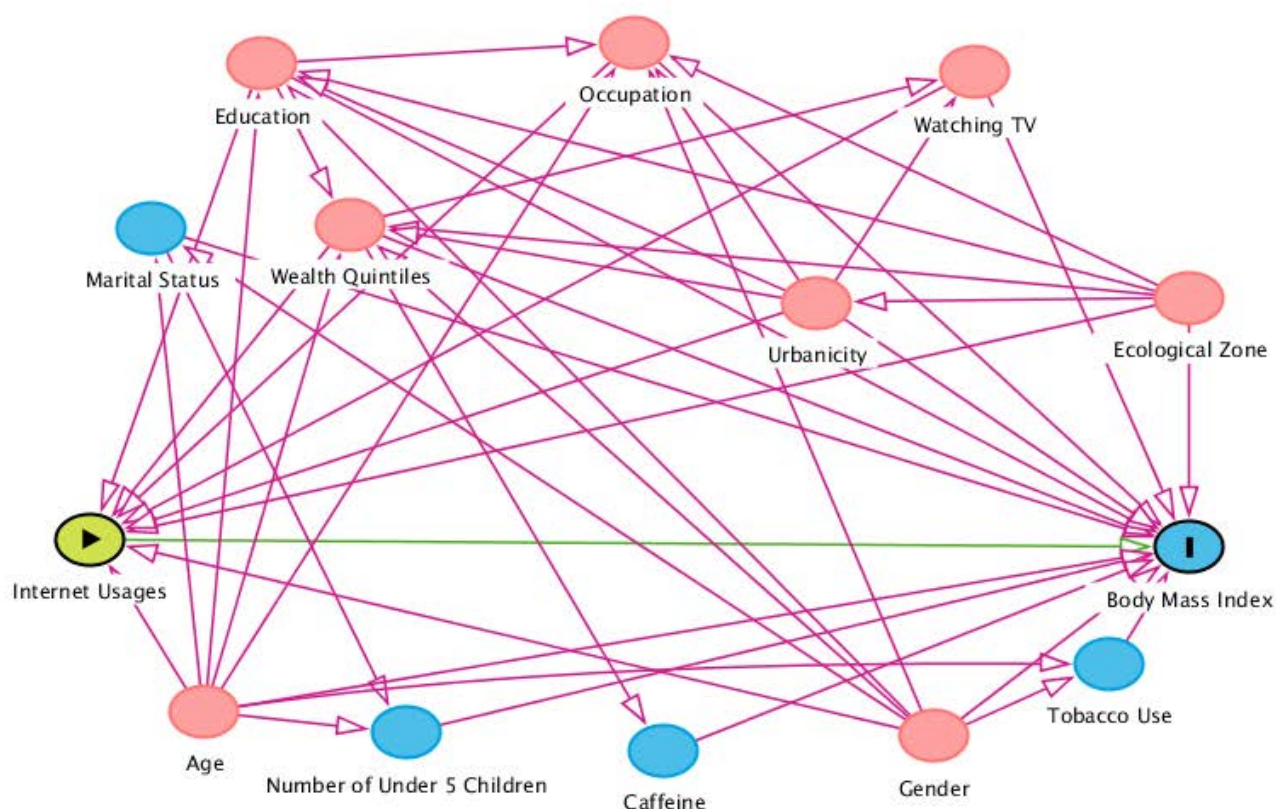 Education
Occupation
Watching TV
Marital Status
Wealth Quintiles
Urbanicity
Ecological Zone
Internet Usages
Body Mass Index
Age
Number of Under 5 Children
Caffeine
Gender
Tobacco Use